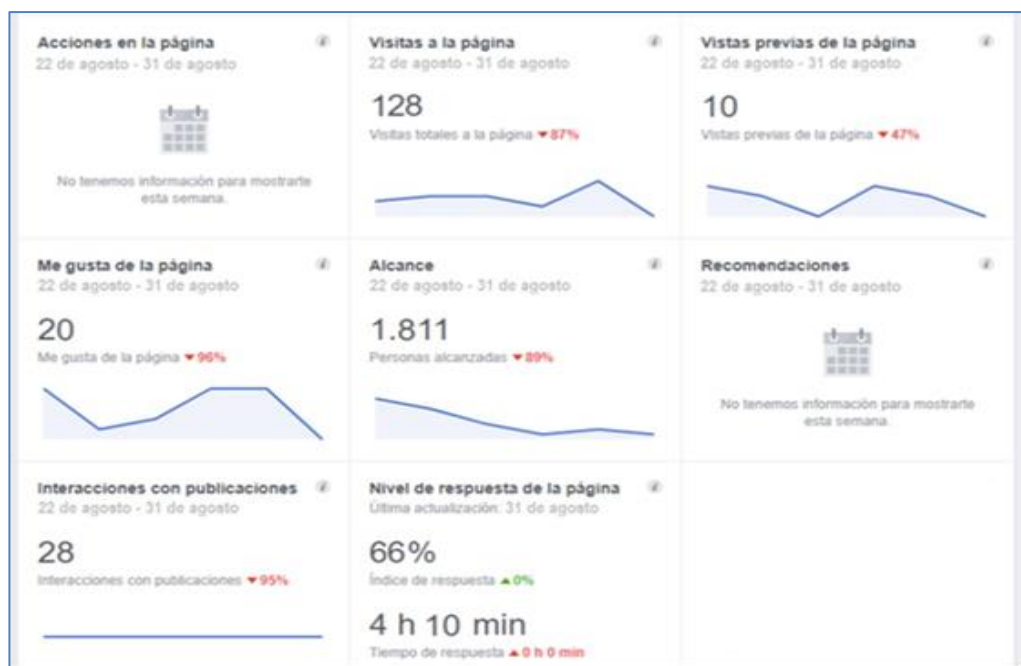 Acciones en la página
22 de agosto - 31 de agosto
No tenemos información para mostrarte
esta semana.
Visitas a la página
22 de agosto - 31 de agosto
128
Visitas totales a la página ▼87%
Vistas previas de la página
22 de agosto - 31 de agosto
10
Vistas previas de la página ▼47%
Me gusta de la página
22 de agosto - 31 de agosto
20
Me gusta de la página ▼96%
Alcance
22 de agosto - 31 de agosto
1.811
Personas alcanzadas ▼89%
Recomendaciones
22 de agosto - 31 de agosto
No tenemos información para mostrarte
esta semana.
Interacciones con publicaciones
22 de agosto - 31 de agosto
28
Interacciones con publicaciones ▼95%
Nivel de respuesta de la página
Última actualización: 31 de agosto
66%
Índice de respuesta ▲0%
4 h 10 min
Tiempo de respuesta ▲0 h 0 min